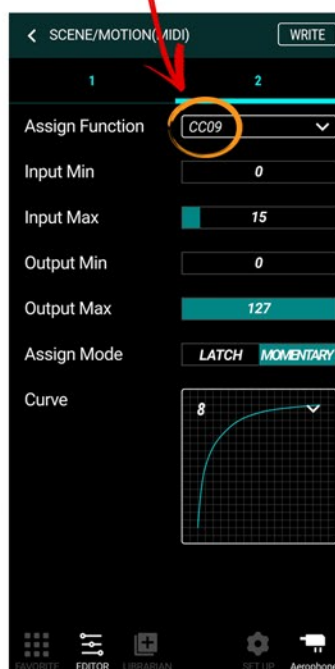 SCENE/MOTION(MIDI) WRITE
1 2
Assign Function CC09
Input Min 0
Input Max 15
Output Min 0
Output Max 127
Assign Mode LATCH MOMENTARY
Curve 8
FAVORITE EDITOR LIBRARIAN SET UP Aerophone